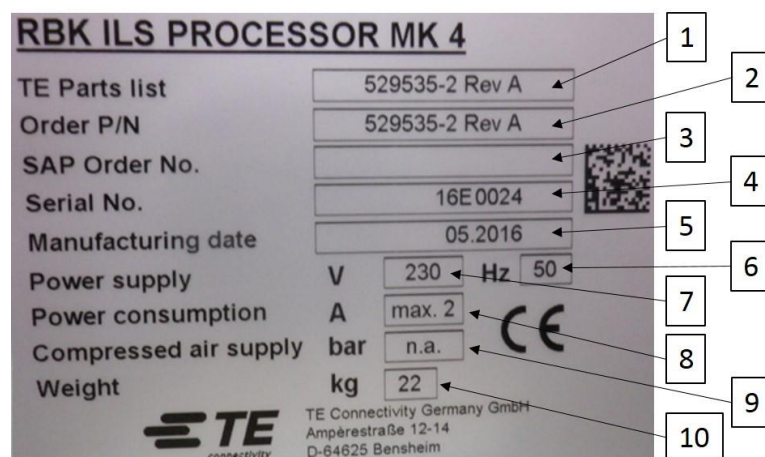 RBK ILS PROCESSOR MK 4
TE Parts list 529535-2 Rev A 1
Order P/N 529535-2 Rev A 2
SAP Order No. 3
Serial No. 16E0024 4
Manufacturing date 05.2016 5
Power supply V 230 Hz 50 6
7
Power consumption A max. 2 8
Compressed air supply bar n.a. 9
Weight kg 22 10
CE
TE connectivity
TE Connectivity Germany GmbH
Ampèrestraße 12-14
D-64625 Bensheim